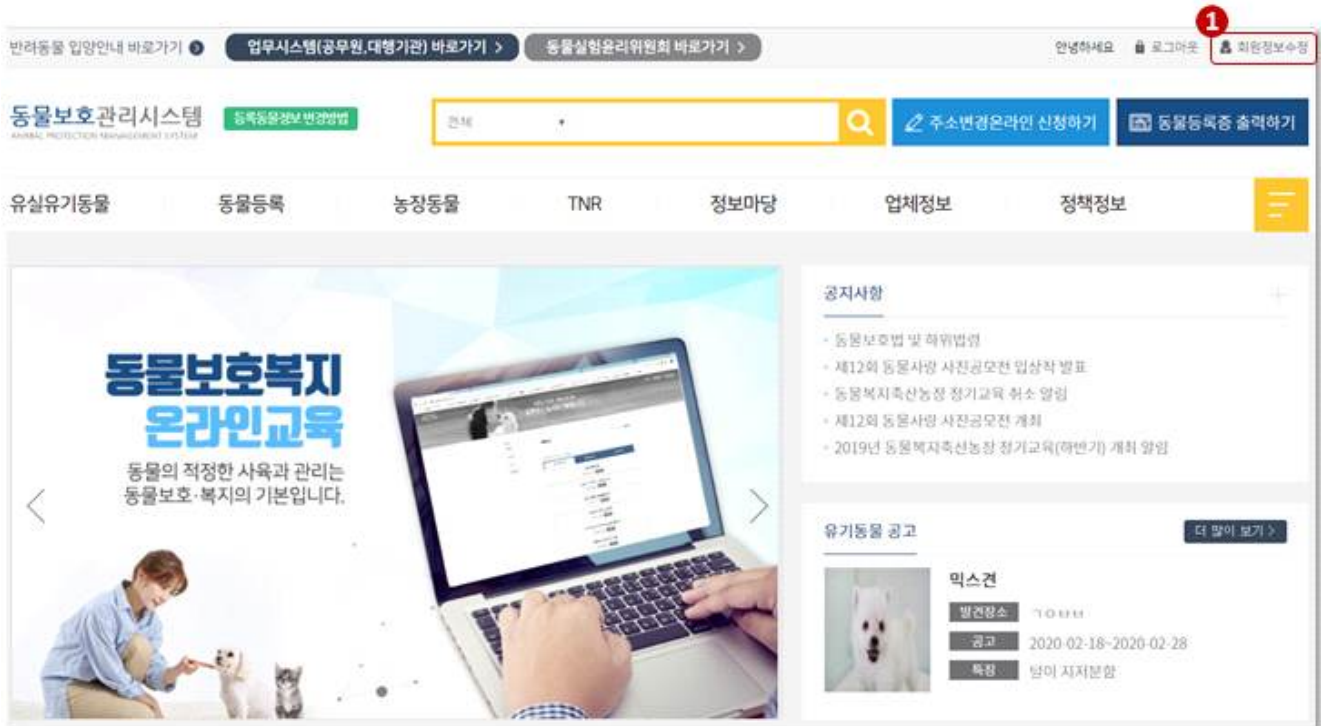 1
반려동물 입양안내 바로가기
업무시스템(공무원,대행기관) 바로가기 >
동물실험윤리위원회 바로가기 >
안녕하세요
로그아웃
회원정보수정
동물보호관리시스템
ANIMAL PROTECTION MANAGEMENT SYSTEM
등록동물정보 변경방법
전체
주소변경온라인 신청하기
동물등록증 출력하기
유실유기동물
동물등록
농장동물
TNR
정보마당
업체정보
정책정보
동물보호복지
온라인교육
동물의 적정한 사육과 관리는
동물보호·복지의 기본입니다.
공지사항
동물보호법 및 하위법령
제12회 동물사랑 사진공모전 입상작 발표
동물복지축산농장 정기교육 취소 알림
제12회 동물사랑 사진공모전 개최
2019년 동물복지축산농장 정기교육(하반기) 개최 알림
유기동물 공고
더 많이 보기 >
믹스견
발견장소
공고 2020-02-18~2020-02-28
특징 털이 지저분함